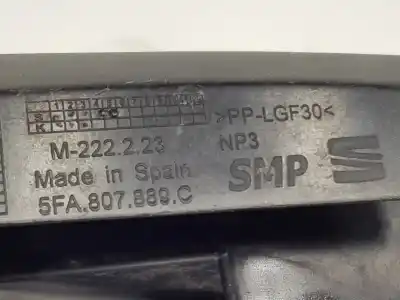 >PP-LGF30<
M-222.2.23 NP3
Made in Spain SMP
5FA.807.889.C